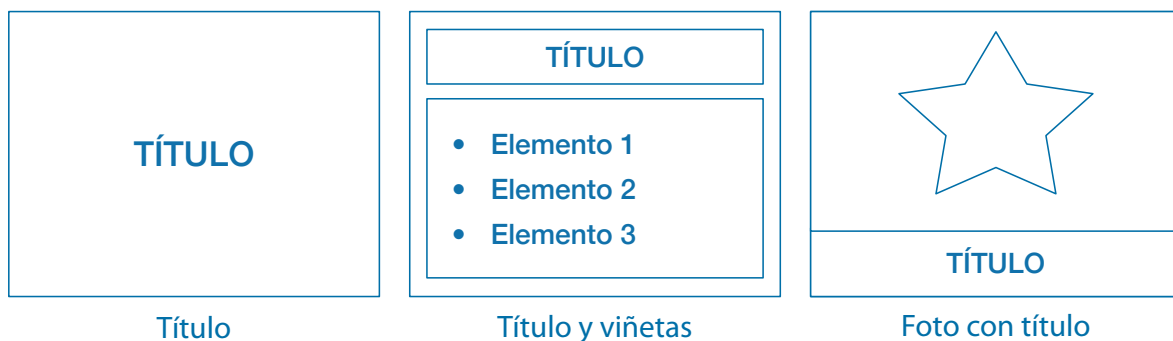 TÍTULO
Título
TÍTULO
• Elemento 1
• Elemento 2
• Elemento 3
Título y viñetas
TÍTULO
Foto con título